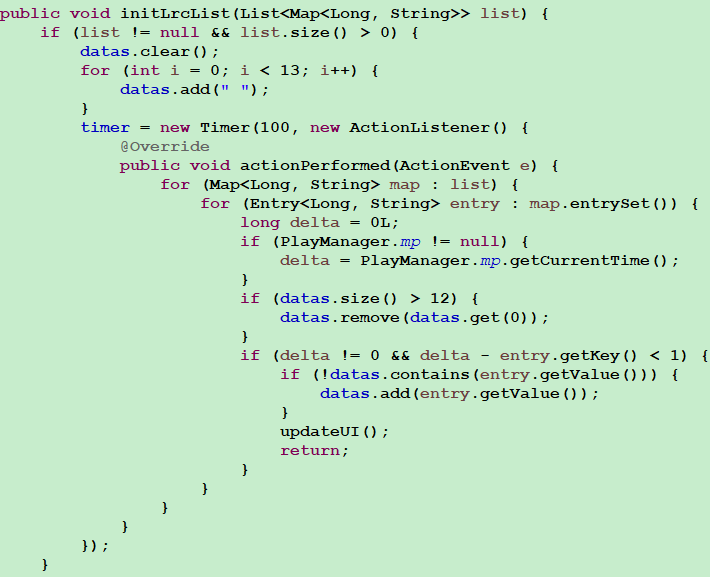 public void initLrcList(List<Map<Long, String>> list) {
    if (list != null && list.size() > 0) {
        datas.clear();
        for (int i = 0; i < 13; i++) {
            datas.add(" ");
        }
        timer = new Timer(100, new ActionListener() {
            @Override
            public void actionPerformed(ActionEvent e) {
                for (Map<Long, String> map : list) {
                    for (Entry<Long, String> entry : map.entrySet()) {
                        long delta = 0L;
                        if (PlayManager.mp != null) {
                            delta = PlayManager.mp.getCurrentTime();
                        }
                        if (datas.size() > 12) {
                            datas.remove(datas.get(0));
                        }
                        if (delta != 0 && delta - entry.getKey() < 1) {
                            if (!datas.contains(entry.getValue())) {
                                datas.add(entry.getValue());
                            }
                            updateUI();
                            return;
                        }
                    }
                }
            }
        });
    }